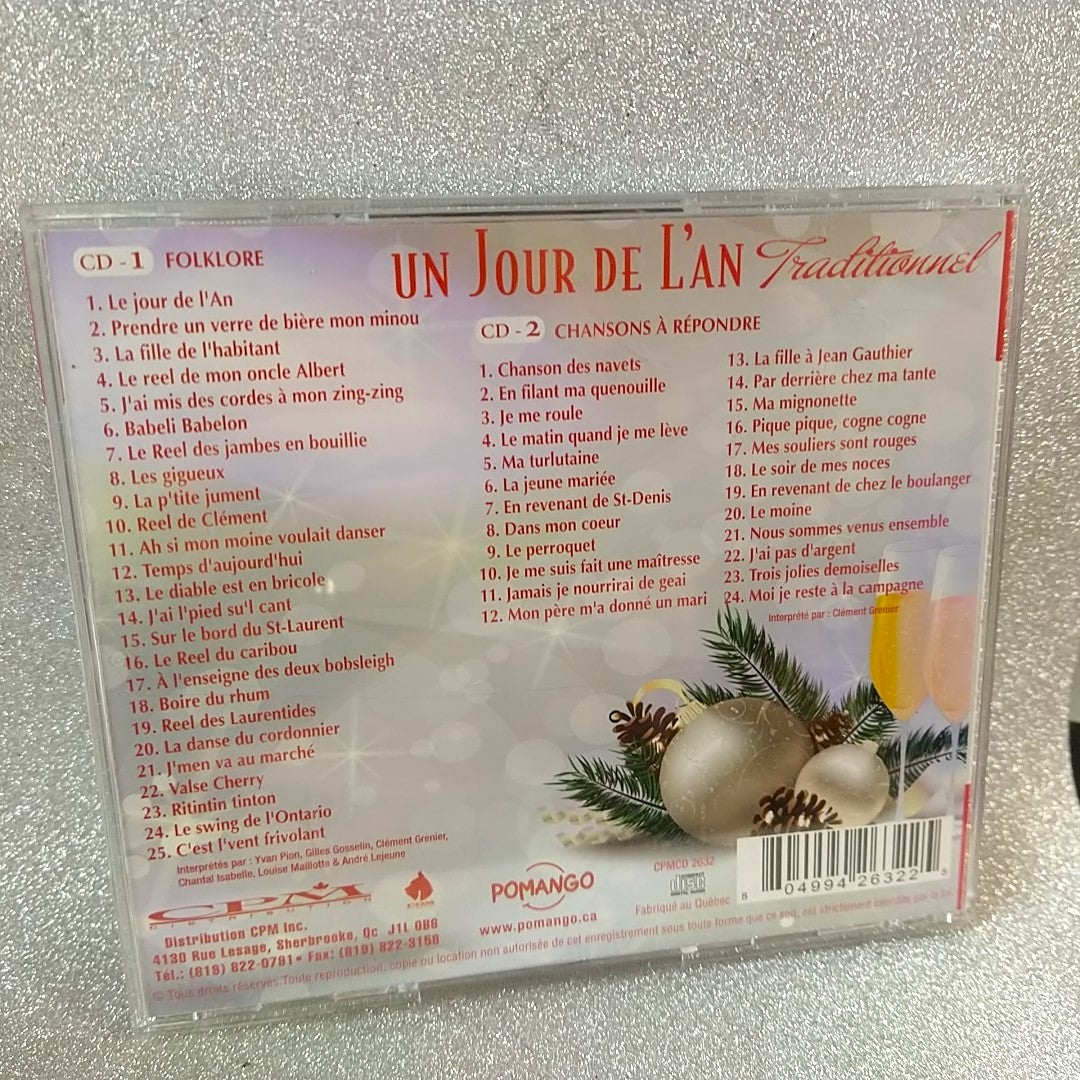 UN JOUR DE L'AN Traditionnel
CD - 1 FOLKLORE
1. Le jour de l'An
2. Prendre un verre de bière mon minou
3. La fille de l'habitant
4. Le reel de mon oncle Albert
5. J'ai mis des cordes à mon zing-zing
6. Babeli Babelon
7. Le Reel des jambes en bouillie
8. Les gigueux
9. La p'tite jument
10. Reel de Clément
11. Ah si mon moine voulait danser
12. Temps d'aujourd'hui
13. Le diable est en bricole
14. J'ai l'pied su'l cant
15. Sur le bord du St-Laurent
16. Le Reel du caribou
17. À l'enseigne des deux bobsleigh
18. Boire du rhum
19. Reel des Laurentides
20. La danse du cordonnier
21. J'men va au marché
22. Valse Cherry
23. Ritintin tinton
24. Le swing de l'Ontario
25. C'est l'vent frivolant
Interprétés par : Yvan Pion, Gilles Gosselin, Clément Grenier,
Chantal Isabelle, Louise Mailotte & André Lejeune
CD - 2 CHANSONS À RÉPONDRE
1. Chanson des navets
2. En filant ma quenouille
3. Je me roule
4. Le matin quand je me lève
5. Ma turlutaine
6. La jeune mariée
7. En revenant de St-Denis
8. Dans mon coeur
9. Le perroquet
10. Je me suis fait une maîtresse
11. Jamais je nourrirai de geai
12. Mon père m'a donné un mari
13. La fille à Jean Gauthier
14. Par derrière chez ma tante
15. Ma mignonette
16. Pique pique, cogne cogne
17. Mes souliers sont rouges
18. Le soir de mes noces
19. En revenant de chez le boulanger
20. Le moine
21. Nous sommes venus ensemble
22. J'ai pas d'argent
23. Trois jolies demoiselles
24. Moi je reste à la campagne
Interprété par : Clément Grenier
CPM
DISTRIBUTION
Distribution CPM Inc.
4130 Rue Lesage, Sherbrooke, Qc J1L 0B6
Tél.: (819) 822-0791 • Fax: (819) 822-3158
POMANGO
www.pomango.ca
CPMCD 2632
COMPACT
disc
DIGITAL AUDIO
Fabriqué au Québec
8 04994 26322 5
© Tous droits réservés. Toute reproduction, copie ou location non autorisée de cet enregistrement sous toute forme que ce soit, est strictement interdite par la loi